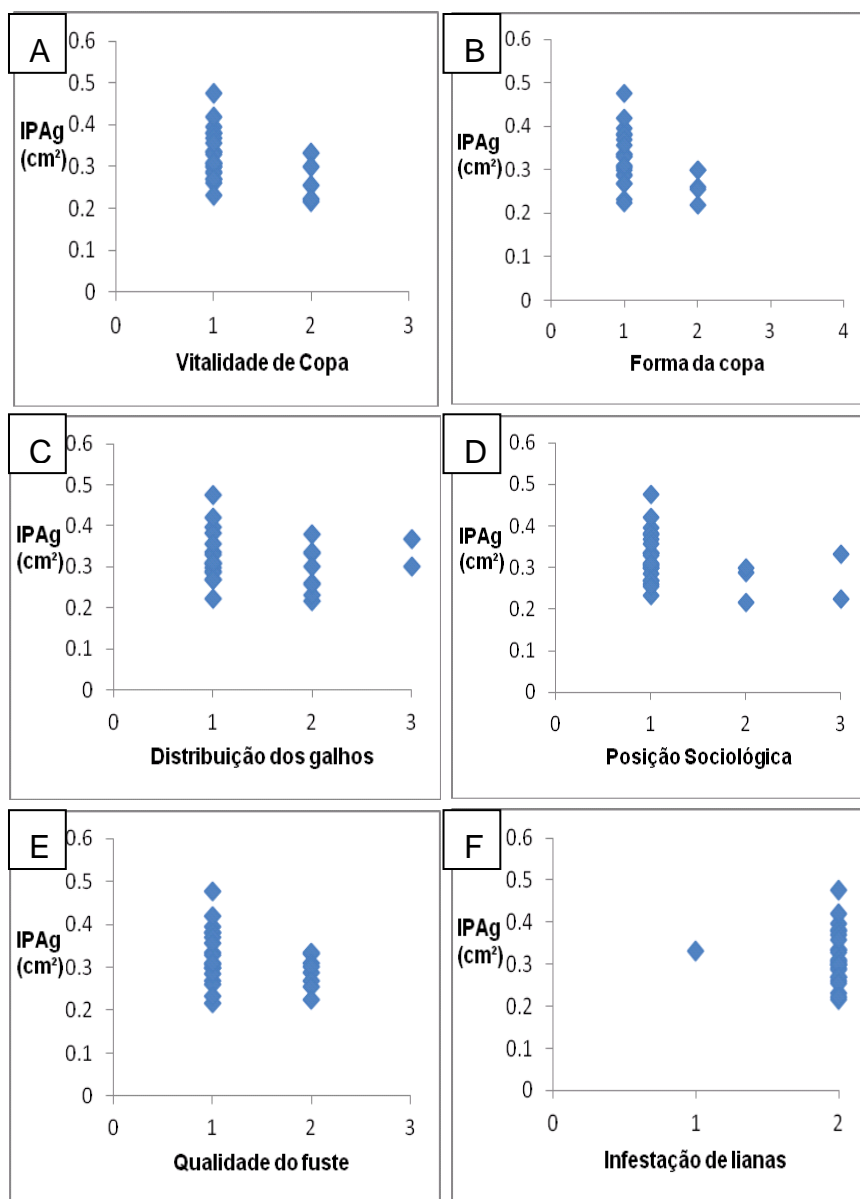 A
0.6
0.5
0.4
IPAg
(cm²)
0.3
0.2
0.1
0
0 1 2 3
Vitalidade de Copa
B
0.6
0.5
0.4
IPAg
(cm²)
0.3
0.2
0.1
0
0 1 2 3 4
Forma da copa
C
0.6
0.5
0.4
IPAg
(cm²)
0.3
0.2
0.1
0
0 1 2 3
Distribuição dos galhos
D
0.6
0.5
0.4
IPAg
(cm²)
0.3
0.2
0.1
0
0 1 2 3
Posição Sociológica
E
0.6
0.5
0.4
IPAg
(cm²)
0.3
0.2
0.1
0
0 1 2 3
Qualidade do fuste
F
0.6
0.5
0.4
IPAg
(cm²)
0.3
0.2
0.1
0
0 1 2
Infestação de lianas